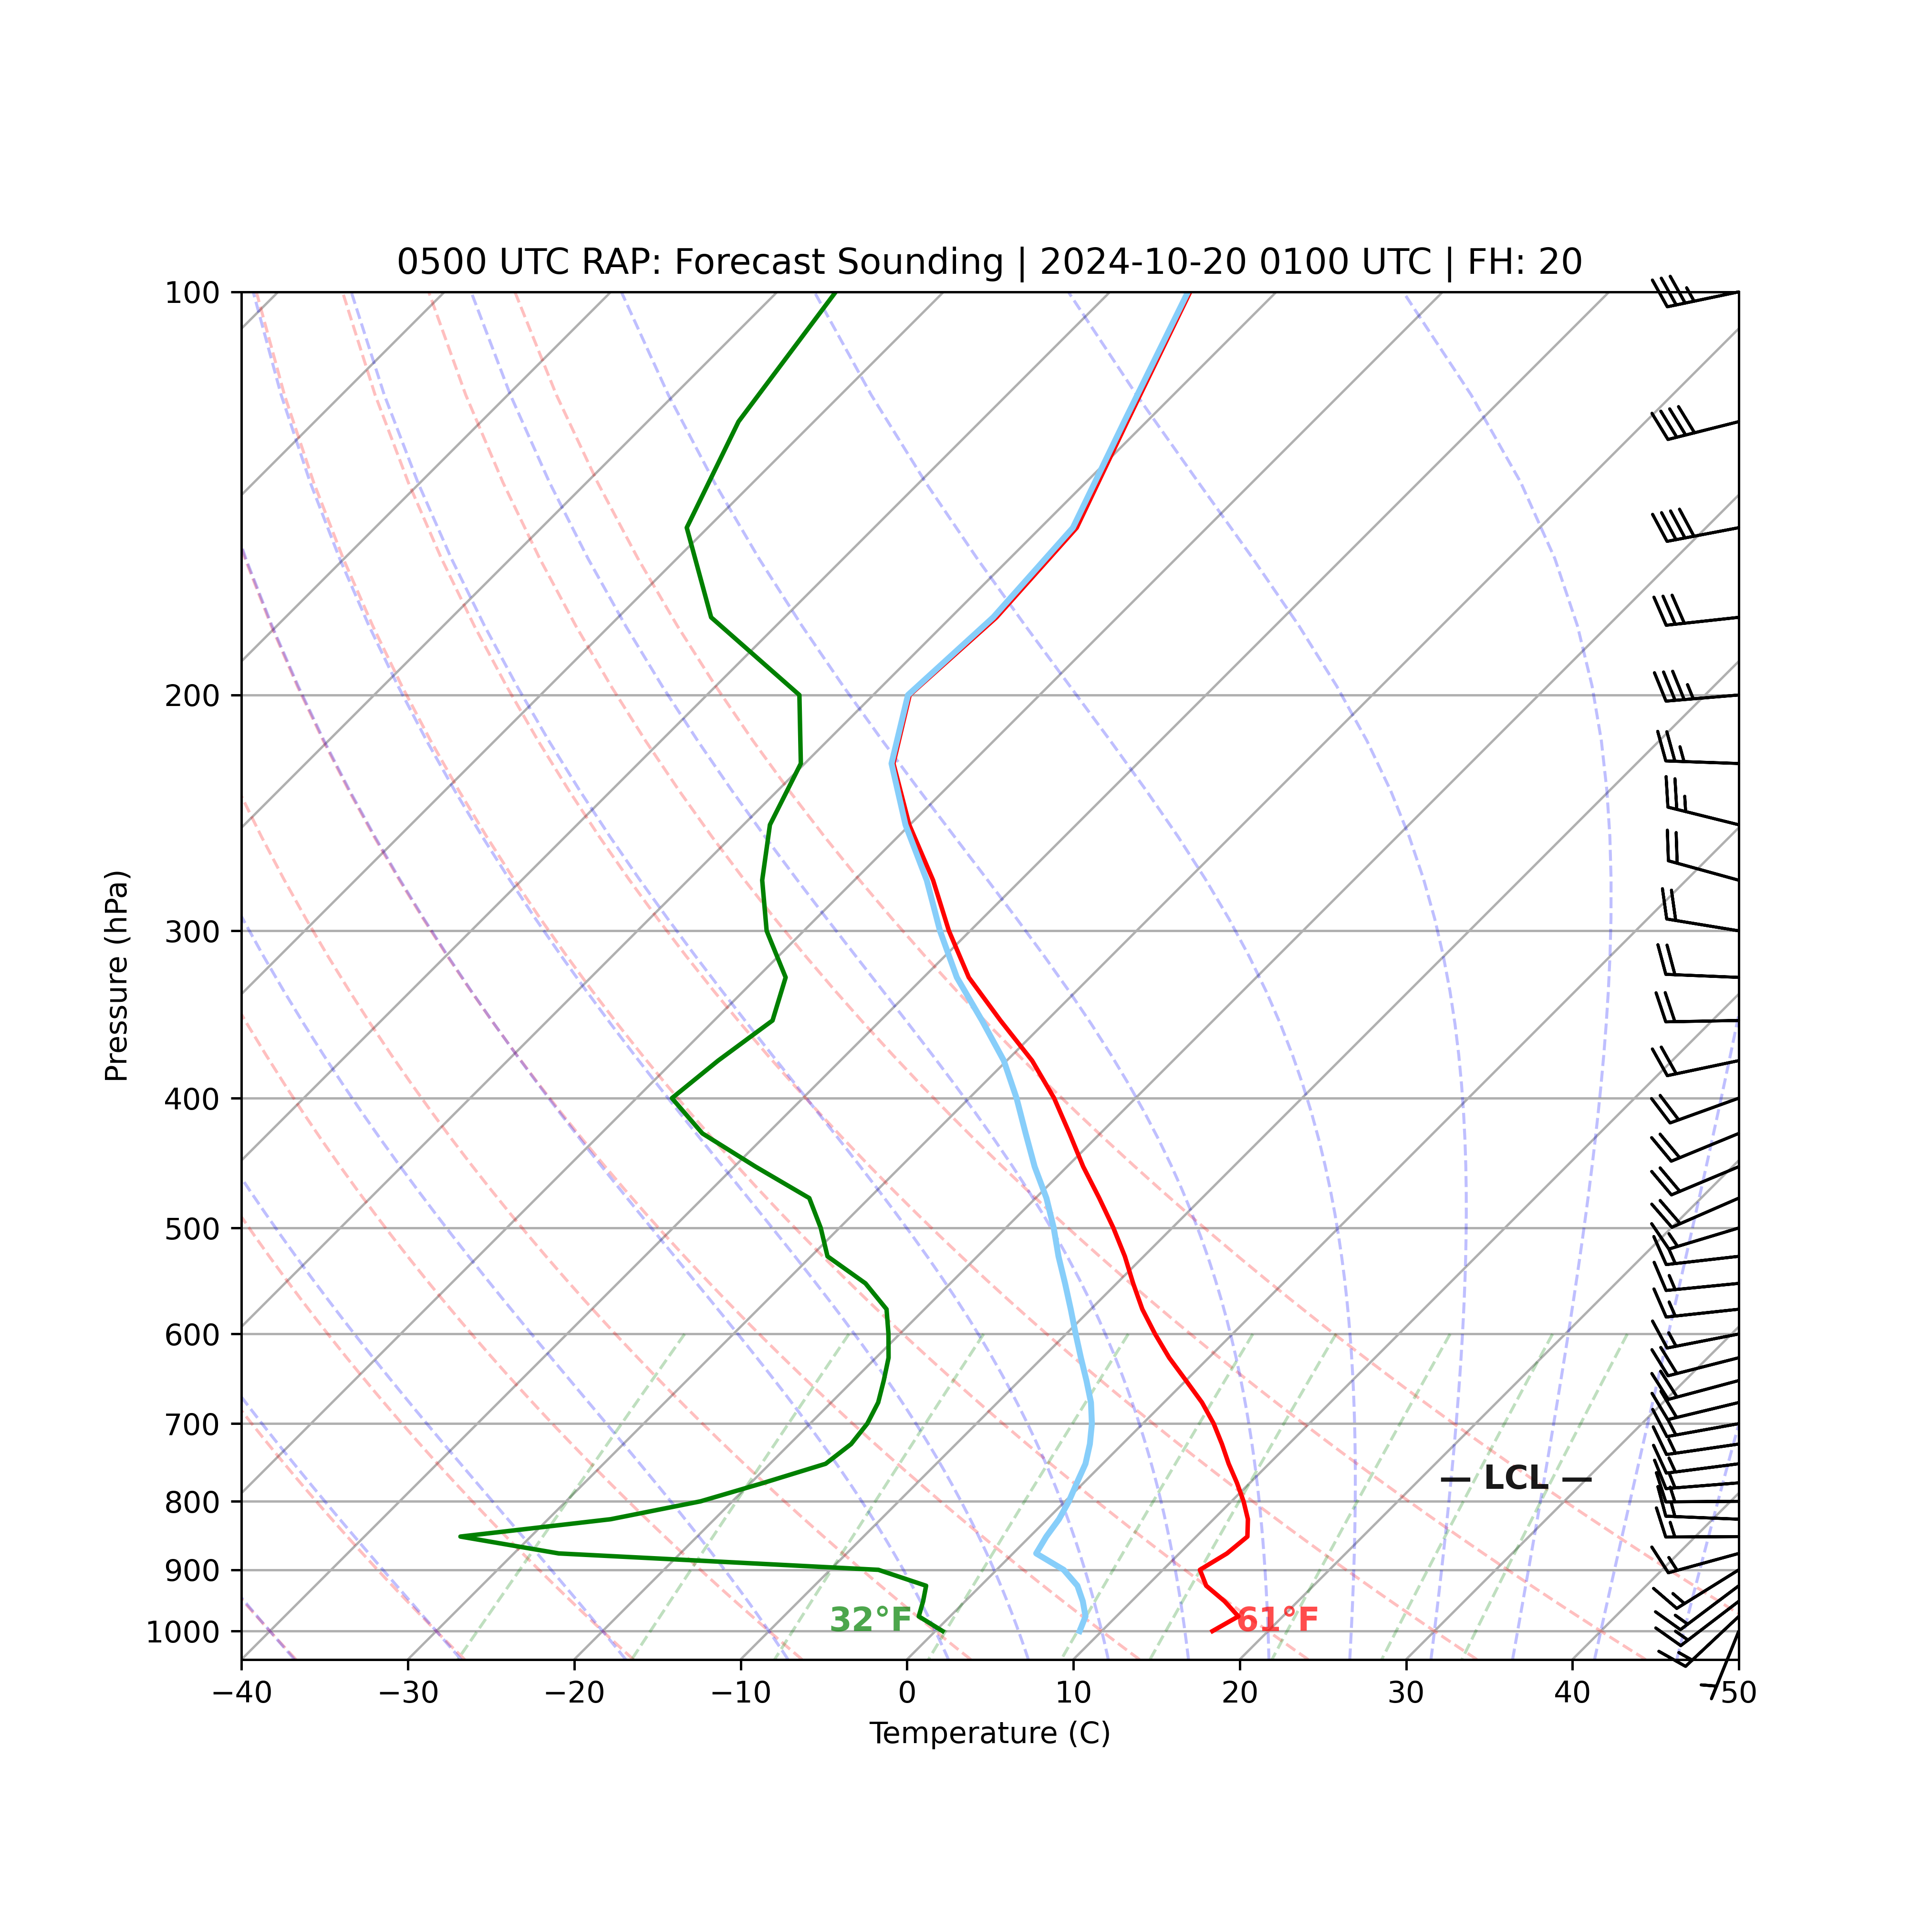 0500 UTC RAP: Forecast Sounding | 2024-10-20 0100 UTC | FH: 20
100
200
300
400
500
600
700
800
900
1000
Pressure (hPa)
— LCL —
32°F
61°F
−40 −30 −20 −10 0 10 20 30 40 50
Temperature (C)